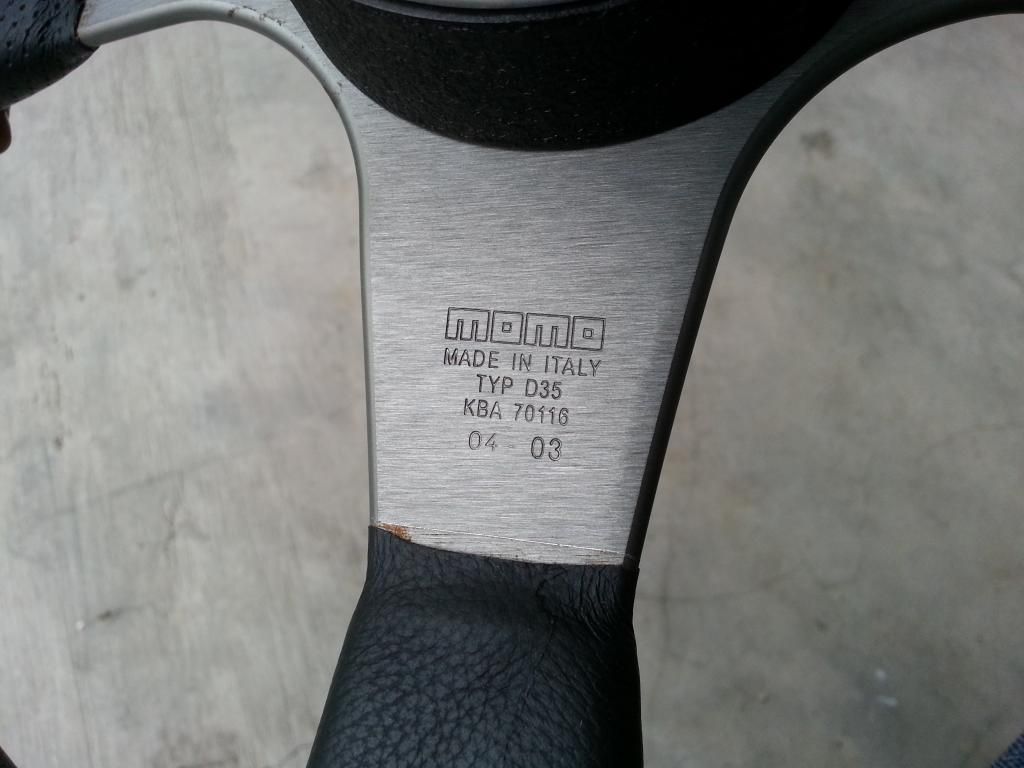 momo
MADE IN ITALY
TYP D35
KBA 70116
04 - 03